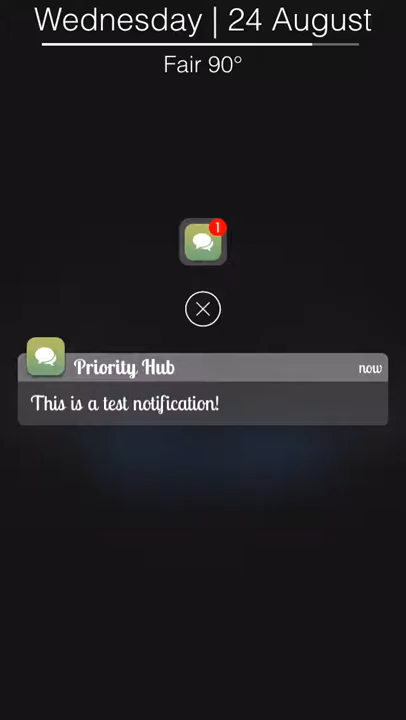 Wednesday | 24 August
Fair 90°
1
Priority Hub now
This is a test notification!